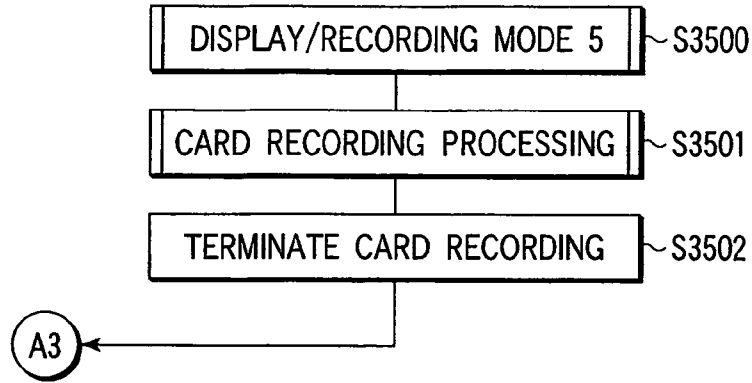 DISPLAY/RECORDING MODE 5 S3500
CARD RECORDING PROCESSING S3501
TERMINATE CARD RECORDING S3502
A3